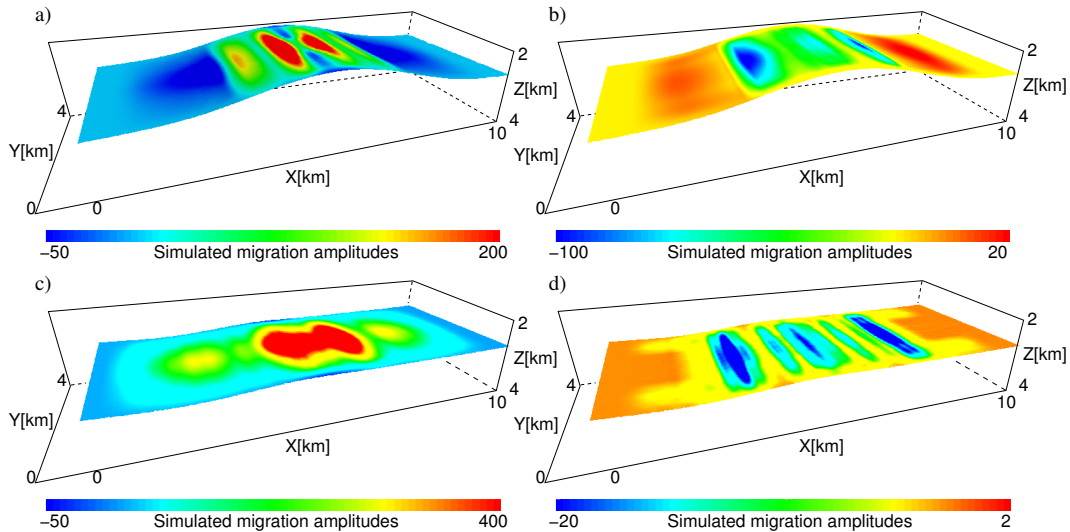 a)
2
Z[km]
4
10
4
Y[km]
X[km]
0
0
−50 Simulated migration amplitudes 200
b)
2
Z[km]
4
10
4
Y[km]
X[km]
0
0
−100 Simulated migration amplitudes 20
c)
2
Z[km]
4
10
4
Y[km]
X[km]
0
0
−50 Simulated migration amplitudes 400
d)
2
Z[km]
4
10
4
Y[km]
X[km]
0
0
−20 Simulated migration amplitudes 2